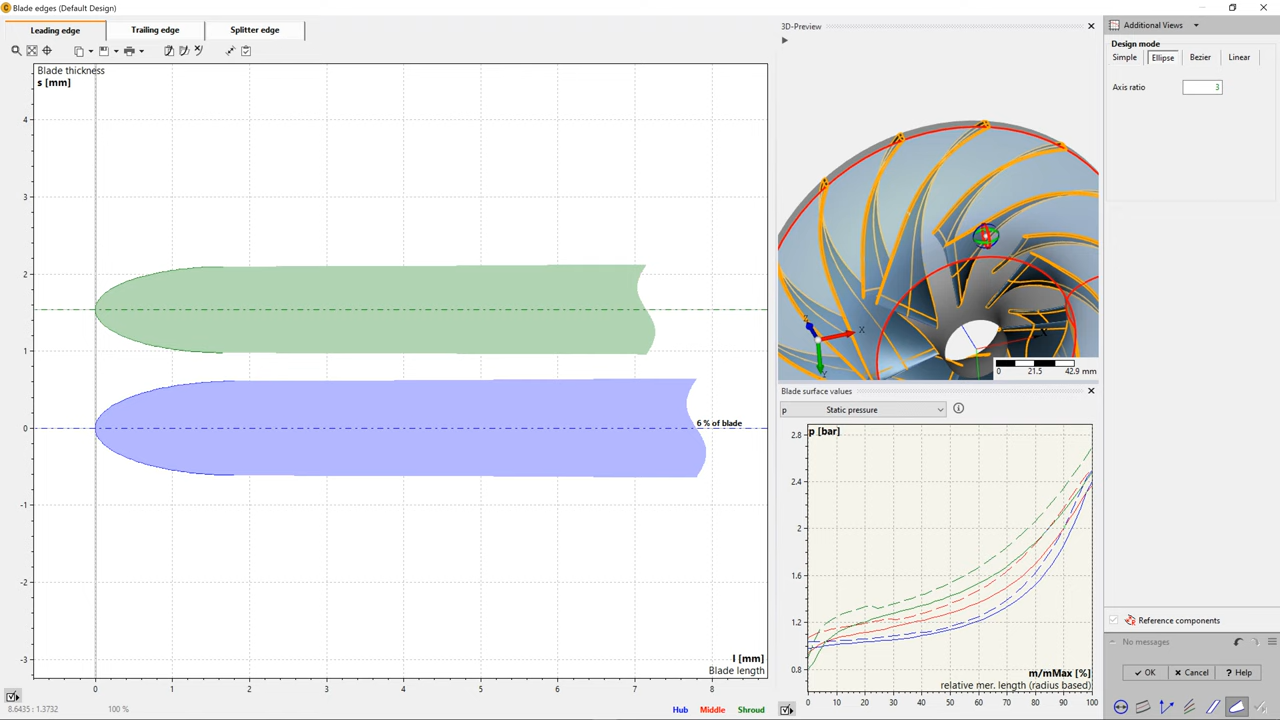 Blade edges (Default Design)
Leading edge
Trailing edge
Splitter edge
Blade thickness
s [mm]
4
3
2
1
0
-1
-2
-3
6 % of blade
l [mm]
Blade length
0
1
2
3
4
5
6
7
8
8.6435 : 1.3732
100 %
Hub
Middle
Shroud
3D-Preview
X
Z
Y
X
0
21.5
42.9 mm
Blade surface values
p
Static pressure
p [bar]
2.8
2.4
2
1.6
1.2
0.8
m/mMax [%]
relative mer. length (radius based)
0
10
20
30
40
50
60
70
80
90
100
Additional Views
Design mode
Simple
Ellipse
Bezier
Linear
Axis ratio
3
Reference components
No messages
OK
Cancel
? Help